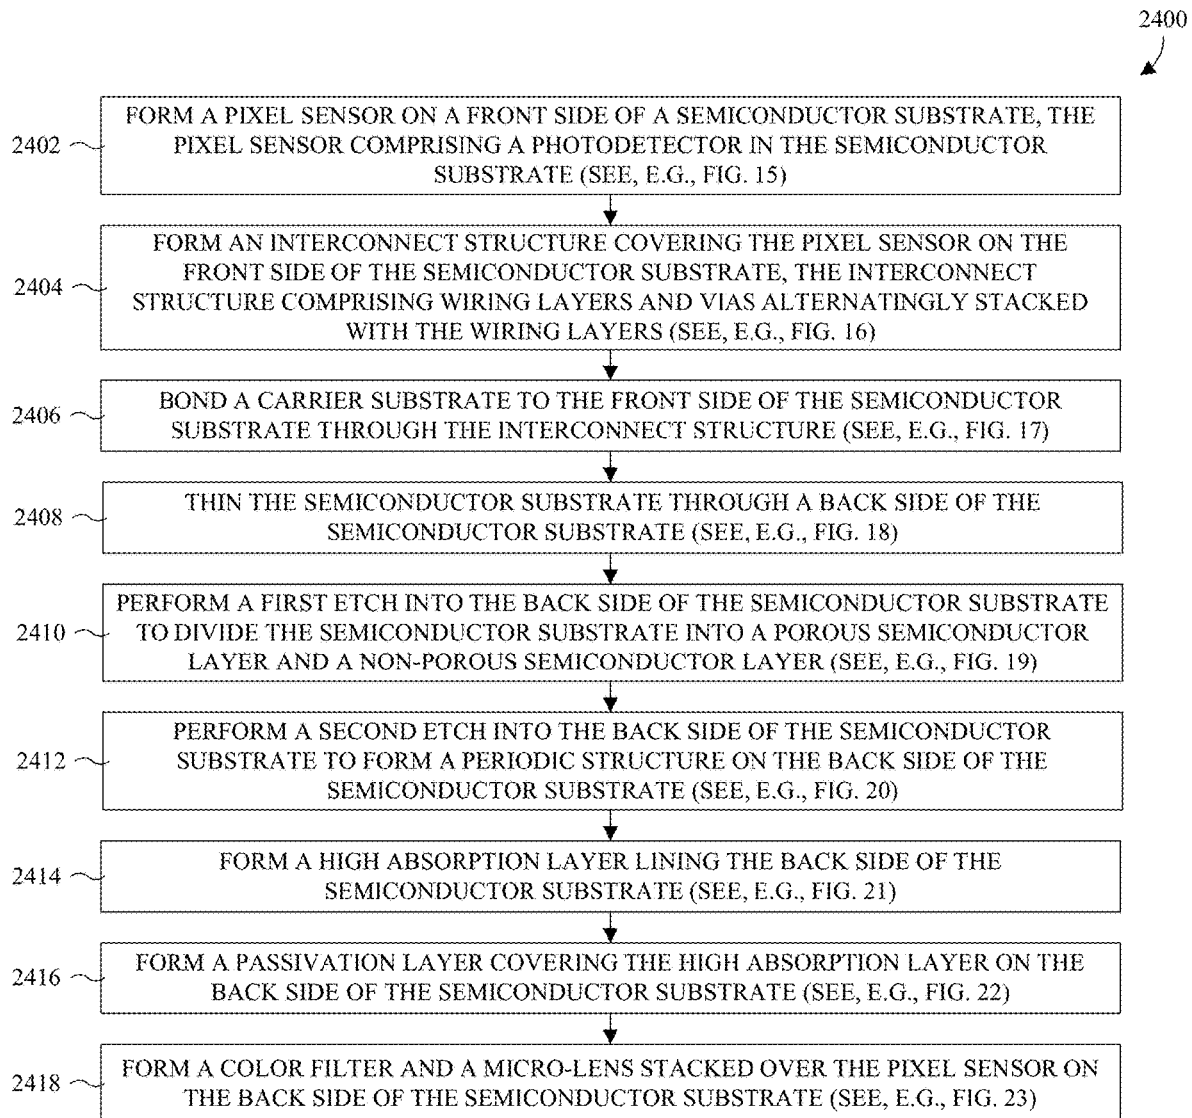 2400
2402
FORM A PIXEL SENSOR ON A FRONT SIDE OF A SEMICONDUCTOR SUBSTRATE, THE
PIXEL SENSOR COMPRISING A PHOTODETECTOR IN THE SEMICONDUCTOR
SUBSTRATE (SEE, E.G., FIG. 15)
2404
FORM AN INTERCONNECT STRUCTURE COVERING THE PIXEL SENSOR ON THE
FRONT SIDE OF THE SEMICONDUCTOR SUBSTRATE, THE INTERCONNECT
STRUCTURE COMPRISING WIRING LAYERS AND VIAS ALTERNATINGLY STACKED
WITH THE WIRING LAYERS (SEE, E.G., FIG. 16)
2406
BOND A CARRIER SUBSTRATE TO THE FRONT SIDE OF THE SEMICONDUCTOR
SUBSTRATE THROUGH THE INTERCONNECT STRUCTURE (SEE, E.G., FIG. 17)
2408
THIN THE SEMICONDUCTOR SUBSTRATE THROUGH A BACK SIDE OF THE
SEMICONDUCTOR SUBSTRATE (SEE, E.G., FIG. 18)
2410
PERFORM A FIRST ETCH INTO THE BACK SIDE OF THE SEMICONDUCTOR SUBSTRATE
TO DIVIDE THE SEMICONDUCTOR SUBSTRATE INTO A POROUS SEMICONDUCTOR
LAYER AND A NON-POROUS SEMICONDUCTOR LAYER (SEE, E.G., FIG. 19)
2412
PERFORM A SECOND ETCH INTO THE BACK SIDE OF THE SEMICONDUCTOR
SUBSTRATE TO FORM A PERIODIC STRUCTURE ON THE BACK SIDE OF THE
SEMICONDUCTOR SUBSTRATE (SEE, E.G., FIG. 20)
2414
FORM A HIGH ABSORPTION LAYER LINING THE BACK SIDE OF THE
SEMICONDUCTOR SUBSTRATE (SEE, E.G., FIG. 21)
2416
FORM A PASSIVATION LAYER COVERING THE HIGH ABSORPTION LAYER ON THE
BACK SIDE OF THE SEMICONDUCTOR SUBSTRATE (SEE, E.G., FIG. 22)
2418
FORM A COLOR FILTER AND A MICRO-LENS STACKED OVER THE PIXEL SENSOR ON
THE BACK SIDE OF THE SEMICONDUCTOR SUBSTRATE (SEE, E.G., FIG. 23)